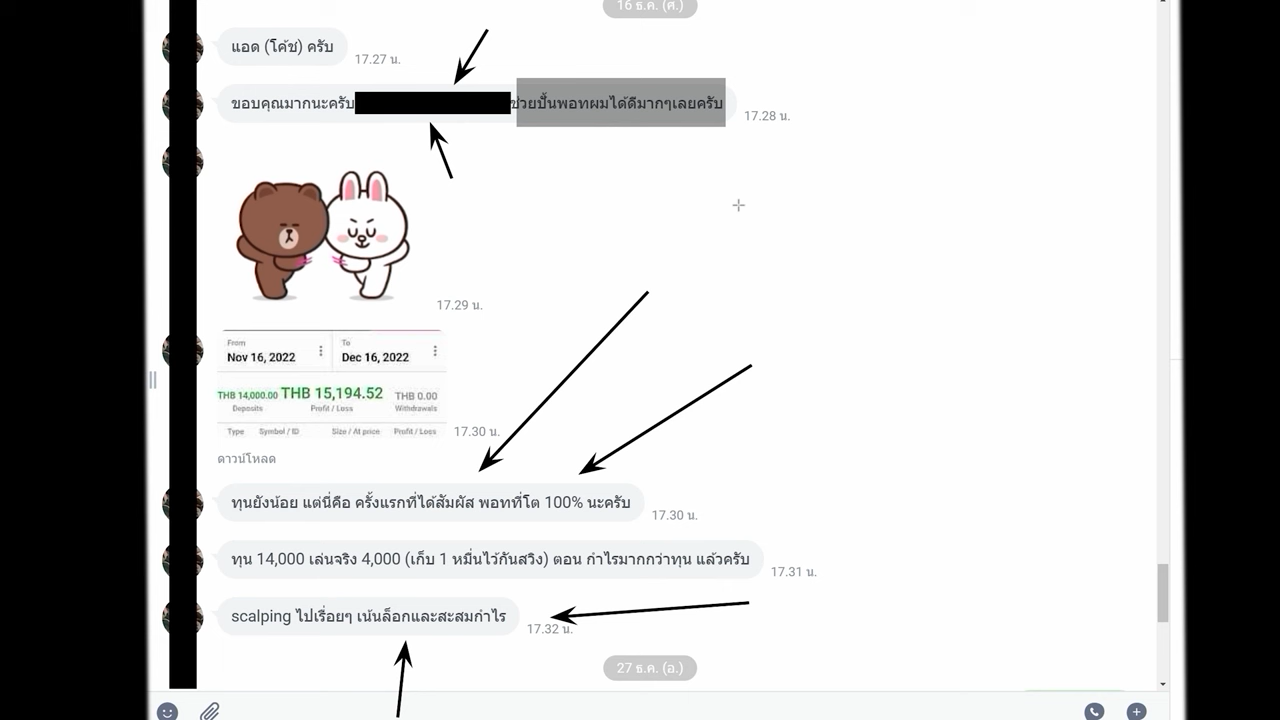 16 ธ.ค. (ศ.)
แอด (โค้ช) ครับ
17.27 น.
ขอบคุณมากนะครับ ช่วยปั้นพอทผมได้ดีมากๆเลยครับ
17.28 น.
17.29 น.
From To
Nov 16, 2022 Dec 16, 2022
THB 14,000.00 THB 15,194.52 THB 0.00
Deposits Profit / Loss Withdrawals
Type Symbol / ID Size / At price Profit / Loss
17.30 น.
ดาวน์โหลด
ทุนยังน้อย แต่นี่คือ ครั้งแรกที่ได้สัมผัส พอทที่โต 100% นะครับ
17.30 น.
ทุน 14,000 เล่นจริง 4,000 (เก็บ 1 หมื่นไว้กันสวิง) ตอน กำไรมากกว่าทุน แล้วครับ
17.31 น.
scalping ไปเรื่อยๆ เน้นล็อกและสะสมกำไร
17.32 น.
27 ธ.ค. (อ.)